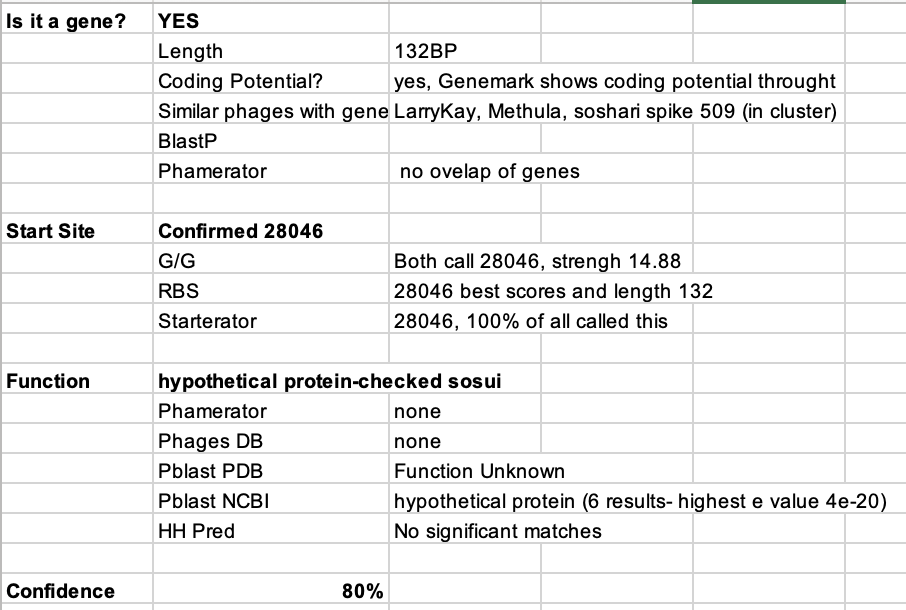 Is it a gene? YES
Length 132BP
Coding Potential? yes, Genemark shows coding potential throught
Similar phages with gene LarryKay, Methula, soshari spike 509 (in cluster)
BlastP
Phamerator no ovelap of genes
Start Site Confirmed 28046
G/G Both call 28046, strengh 14.88
RBS 28046 best scores and length 132
Starterator 28046, 100% of all called this
Function hypothetical protein-checked sosui
Phamerator none
Phages DB none
Pblast PDB Function Unknown
Pblast NCBI hypothetical protein (6 results- highest e value 4e-20)
HH Pred No significant matches
Confidence 80%